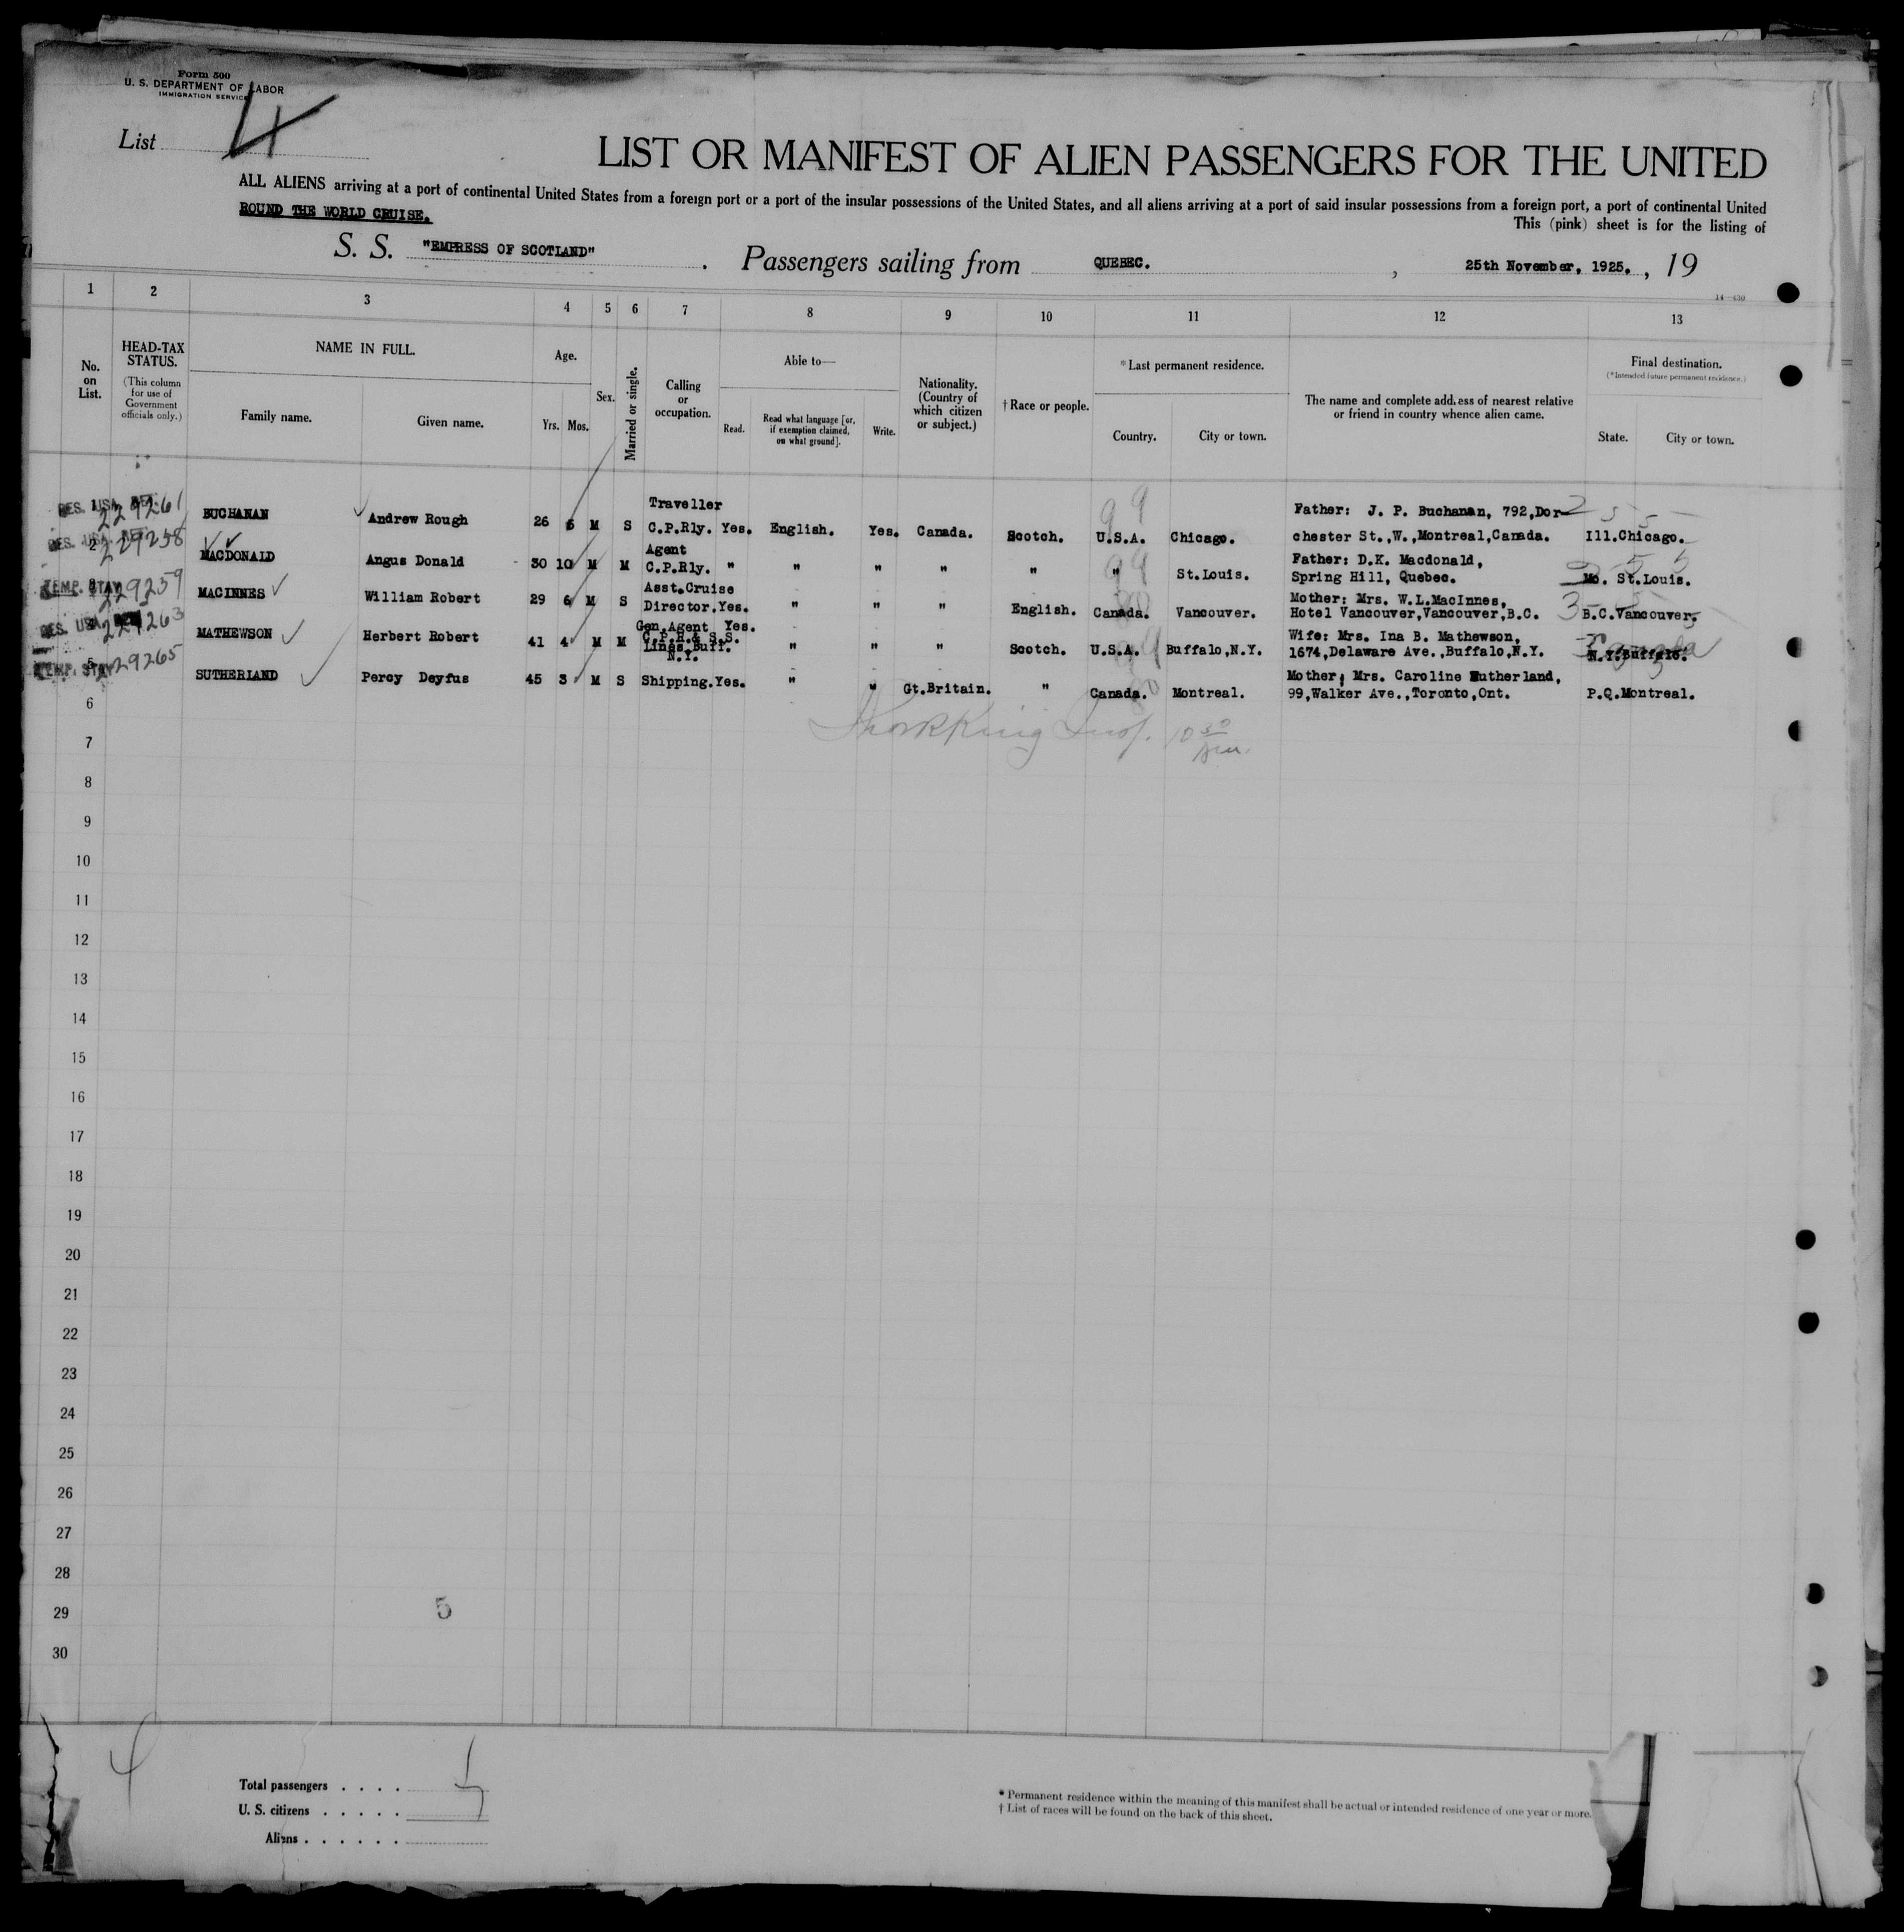 Form 500
U. S. DEPARTMENT OF LABOR
IMMIGRATION SERVICE
List 4
LIST OR MANIFEST OF ALIEN PASSENGERS FOR THE UNITED
ALL ALIENS arriving at a port of continental United States from a foreign port or a port of the insular possessions of the United States, and all aliens arriving at a port of said insular possessions from a foreign port, a port of continental United
ROUND THE WORLD CRUISE.
This (pink) sheet is for the listing of
S. S. "EMPRESS OF SCOTLAND" . Passengers sailing from QUEBEC. , 25th November, 1925. , 19
1 2 3 4 5 6 7 8 9 10 11 12 13
No. on List.
HEAD-TAX STATUS.
(This column for use of Government officials only.)
NAME IN FULL.
Family name. Given name.
Age.
Yrs. Mos.
Sex.
Married or single.
Calling or occupation.
Able to—
Read. Read what language [or, if exemption claimed, on what ground]. Write.
Nationality. (Country of which citizen or subject.)
† Race or people.
* Last permanent residence.
Country. City or town.
The name and complete address of nearest relative or friend in country whence alien came.
Final destination.
(* Intended future permanent residence.)
State. City or town.
1 229261 BUCHANAN Andrew Rough 26 6 M S Traveller C.P.Rly. Yes. English. Yes. Canada. Scotch. U.S.A. Chicago. Father: J. P. Buchanan, 792,Dorchester St.,W.,Montreal,Canada. Ill.Chicago.
2 229258 MACDONALD Angus Donald 30 10 M M Agent C.P.Rly. " " " " " " St.Louis. Father: D.K. Macdonald, Spring Hill, Quebec. Mo. St.Louis.
TEMP. STAY 229259 MACINNES William Robert 29 6 M S Asst.Cruise Director. Yes. " " " English. Canada. Vancouver. Mother: Mrs. W.L.MacInnes, Hotel Vancouver,Vancouver,B.C. B.C.Vancouver.
229263 MATHEWSON Herbert Robert 41 4 M M Gen.Agent C.P.R.& S.S. Lines,Buff. N.Y. Yes. " " " Scotch. U.S.A. Buffalo,N.Y. Wife: Mrs. Ina B. Mathewson, 1674,Delaware Ave.,Buffalo,N.Y. N.Y.Buffalo.
5 TEMP. STAY 29265 SUTHERLAND Percy Deyfus 45 3 M S Shipping. Yes. " " Gt.Britain. " Canada. Montreal. Mother; Mrs. Caroline Sutherland, 99,Walker Ave.,Toronto,Ont. P.Q.Montreal.
6
7
8
9
10
11
12
13
14
15
16
17
18
19
20
21
22
23
24
25
26
27
28
29 5
30
4
Total passengers . . . .
U. S. citizens . . . . .
Aliens . . . . . .
* Permanent residence within the meaning of this manifest shall be actual or intended residence of one year or more.
† List of races will be found on the back of this sheet.